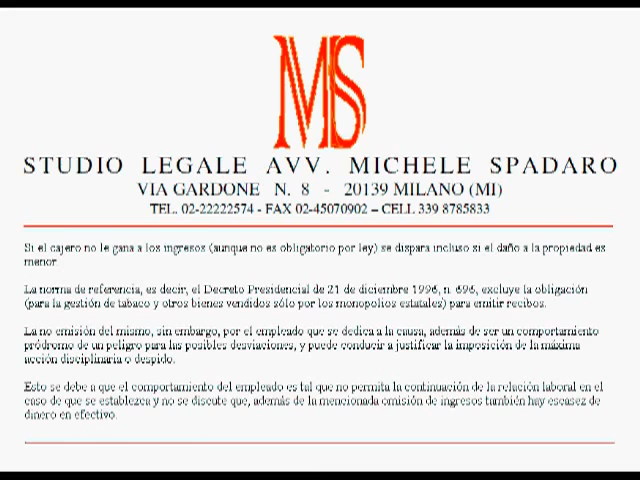 MS
STUDIO LEGALE AVV. MICHELE SPADARO
VIA GARDONE N. 8 - 20139 MILANO (MI)
TEL. 02-22222574 - FAX 02-45070902 – CELL 339 8785833
Si el cajero no le gana a los ingresos (aunque no es obligatorio por ley) se dispara incluso si el daño a la propiedad es
menor.
La norma de referencia, es decir, el Decreto Presidencial de 21 de diciembre 1996, n. 696, excluye la obligación
(para la gestión de tabaco y otros bienes vendidos sólo por los monopolios estatales) para emitir recibos.
La no emisión del mismo, sin embargo, por el empleado que se dedica a la causa, además de ser un comportamiento
pródromo de un peligro para las posibles desviaciones, y puede conducir a justificar la imposición de la máxima
acción disciplinaria o despido.
Esto se debe a que el comportamiento del empleado es tal que no permita la continuación de la relación laboral en el
caso de que se establezca y no se discute que, además de la mencionada omisión de ingresos también hay escasez de
dinero en efectivo.